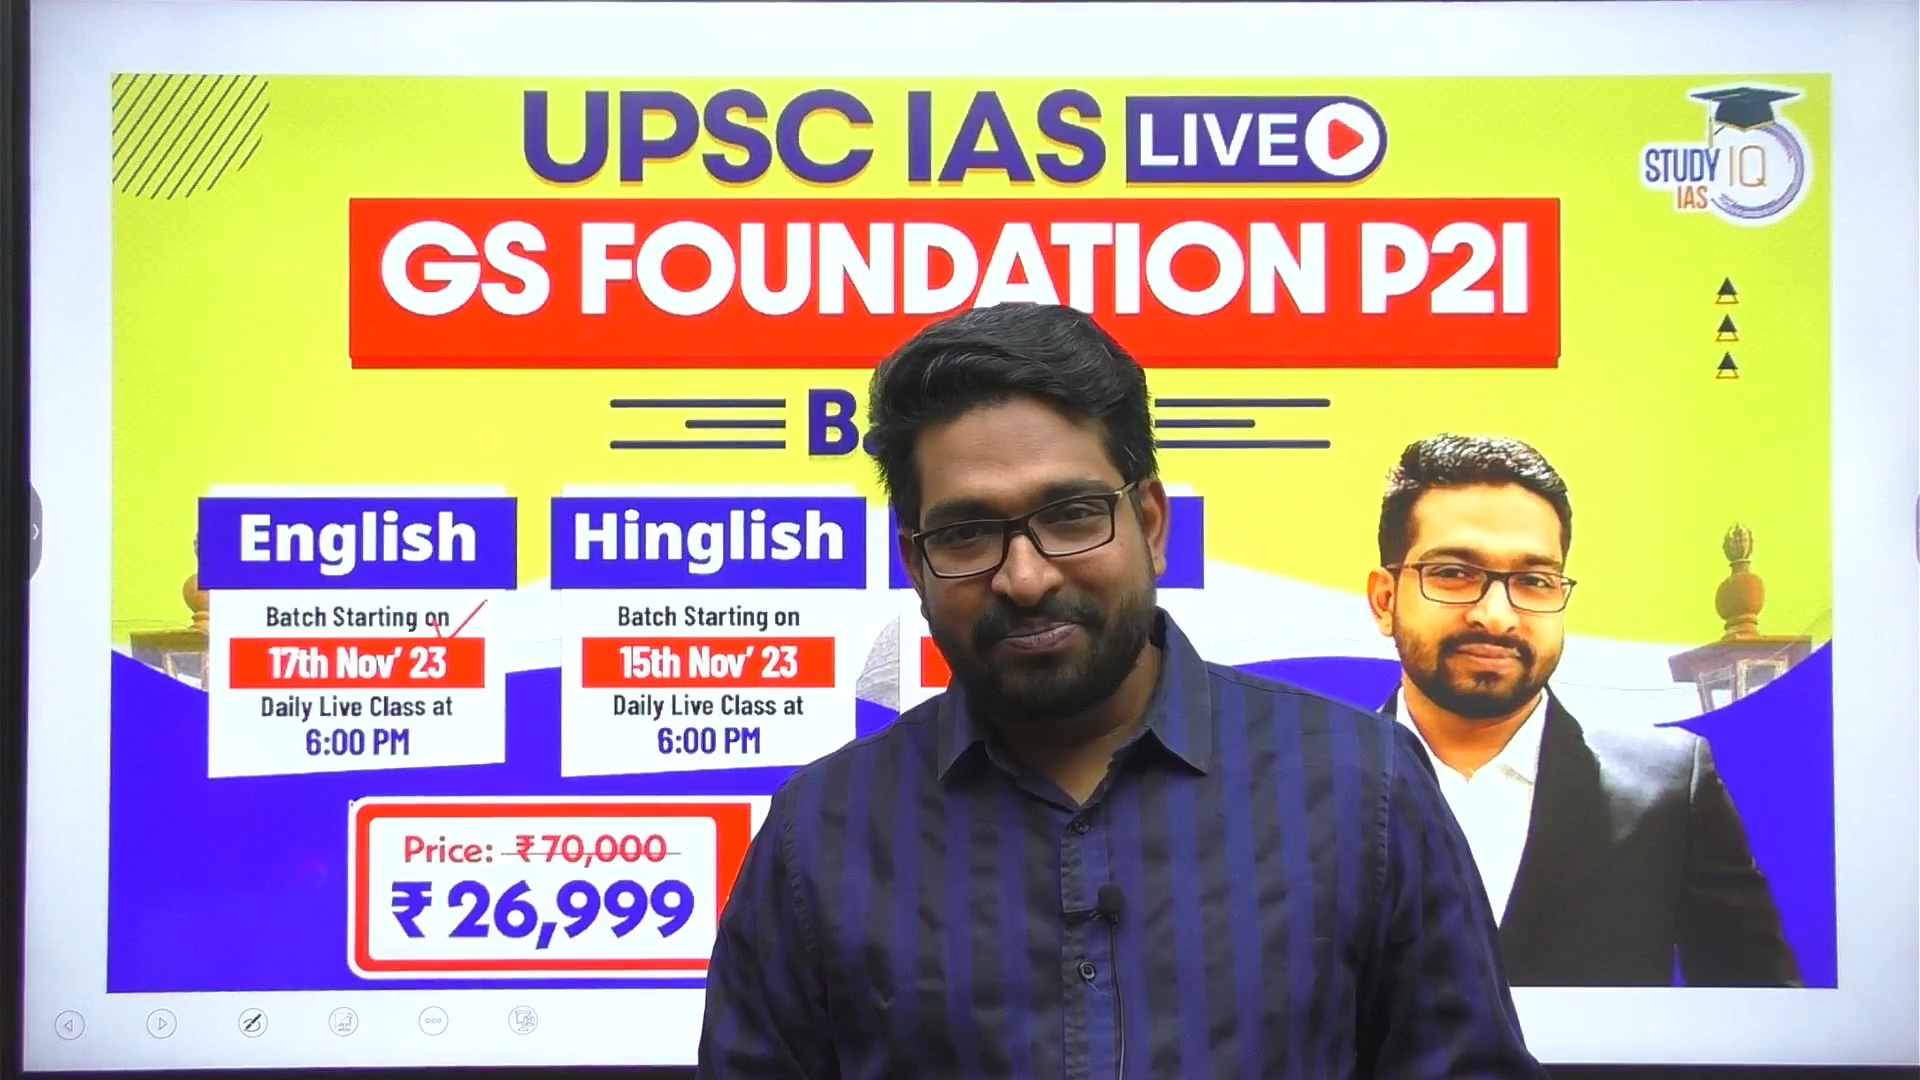 UPSC IAS LIVE
STUDY IQ
IAS
GS FOUNDATION P2I
English
Batch Starting on
17th Nov' 23
Daily Live Class at
6:00 PM
Hinglish
Batch Starting on
15th Nov' 23
Daily Live Class at
6:00 PM
Price: ₹70,000
₹26,999